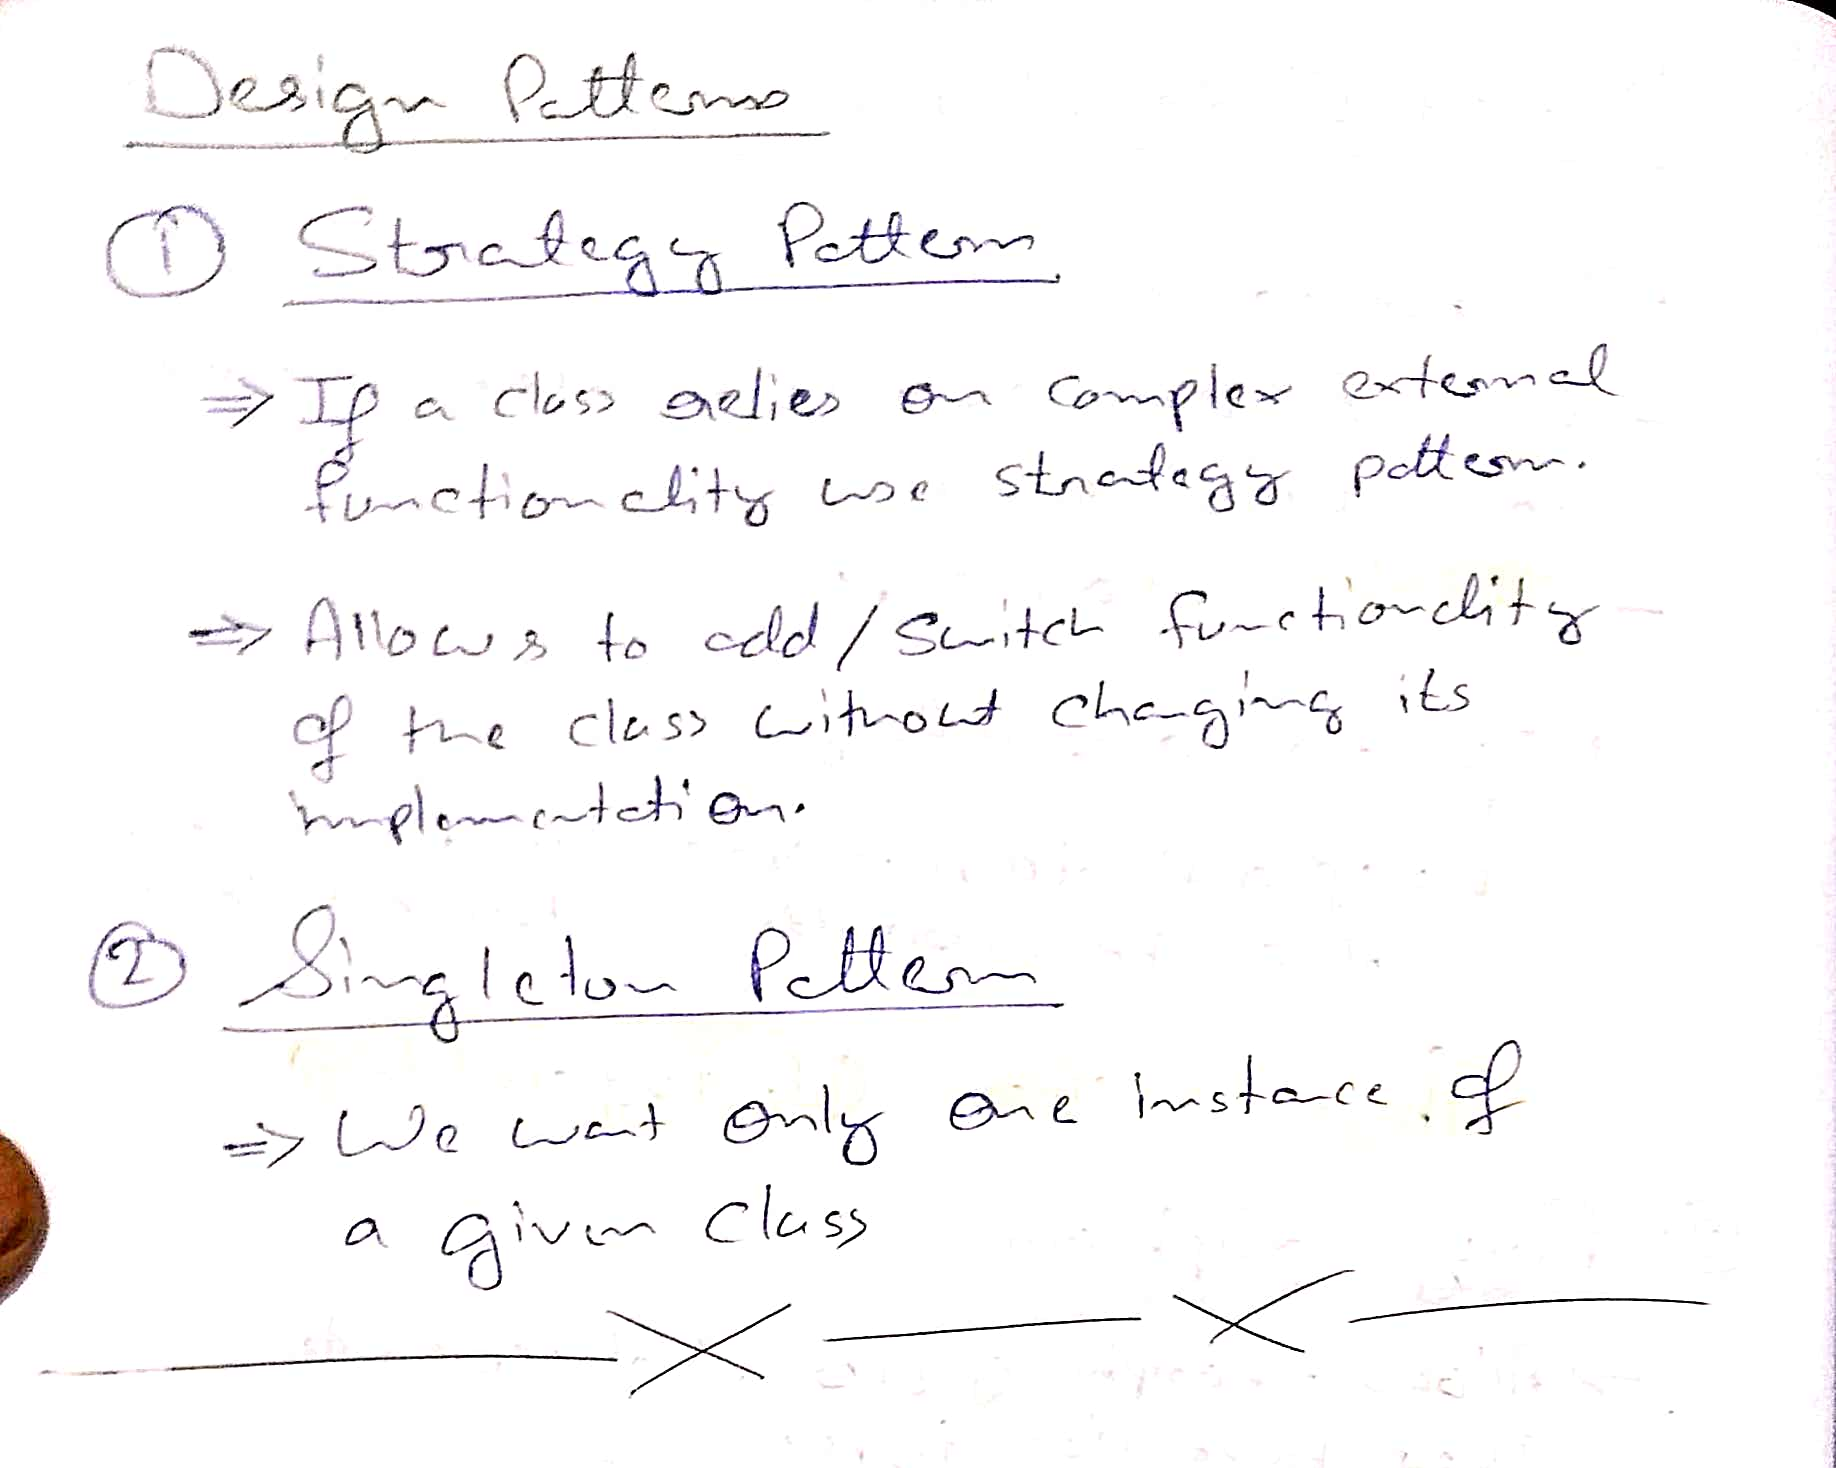 Design Patterns
① Strategy Pattern
⇒ If a class relies on complex external
functionality use strategy pattern.
⇒ Allows to add / switch functionality
of the class without changing its
implementation.
② Singleton Pattern
⇒ We want only one instance of
a given class